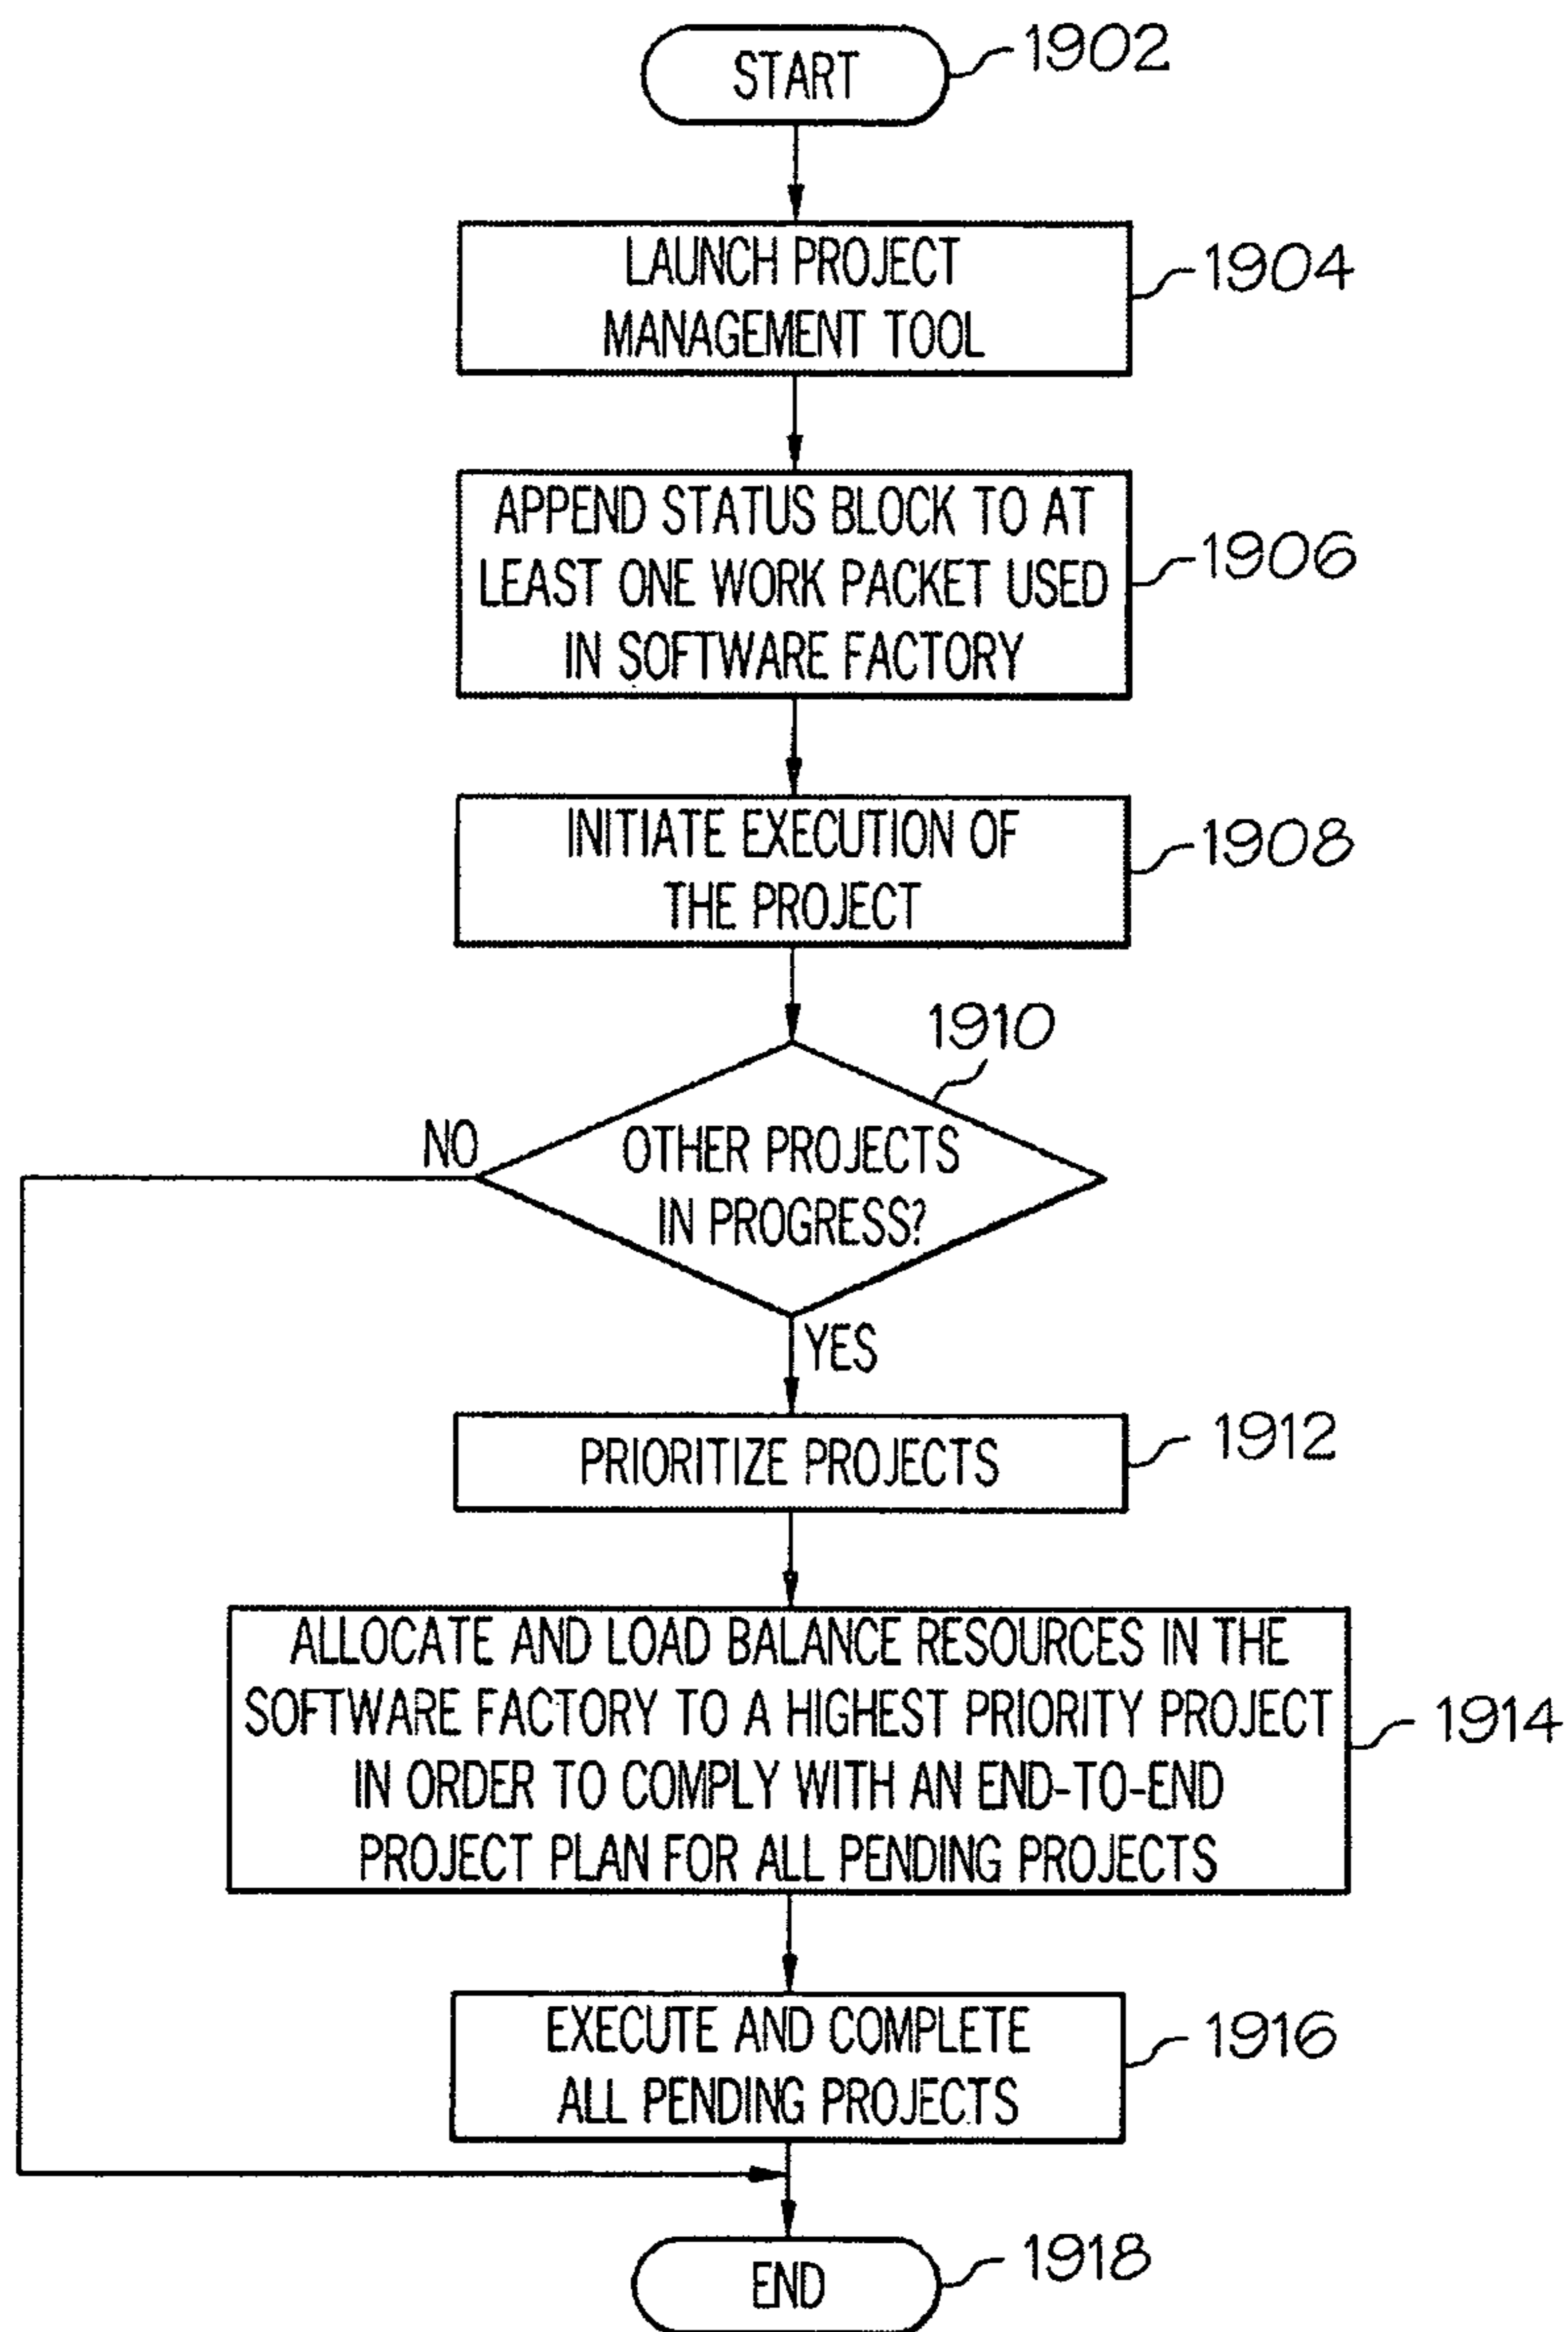 START
1902
LAUNCH PROJECT
MANAGEMENT TOOL
1904
APPEND STATUS BLOCK TO AT
LEAST ONE WORK PACKET USED
IN SOFTWARE FACTORY
1906
INITIATE EXECUTION OF
THE PROJECT
1908
1910
NO
OTHER PROJECTS
IN PROGRESS?
YES
PRIORITIZE PROJECTS
1912
ALLOCATE AND LOAD BALANCE RESOURCES IN THE
SOFTWARE FACTORY TO A HIGHEST PRIORITY PROJECT
IN ORDER TO COMPLY WITH AN END-TO-END
PROJECT PLAN FOR ALL PENDING PROJECTS
1914
EXECUTE AND COMPLETE
ALL PENDING PROJECTS
1916
END
1918